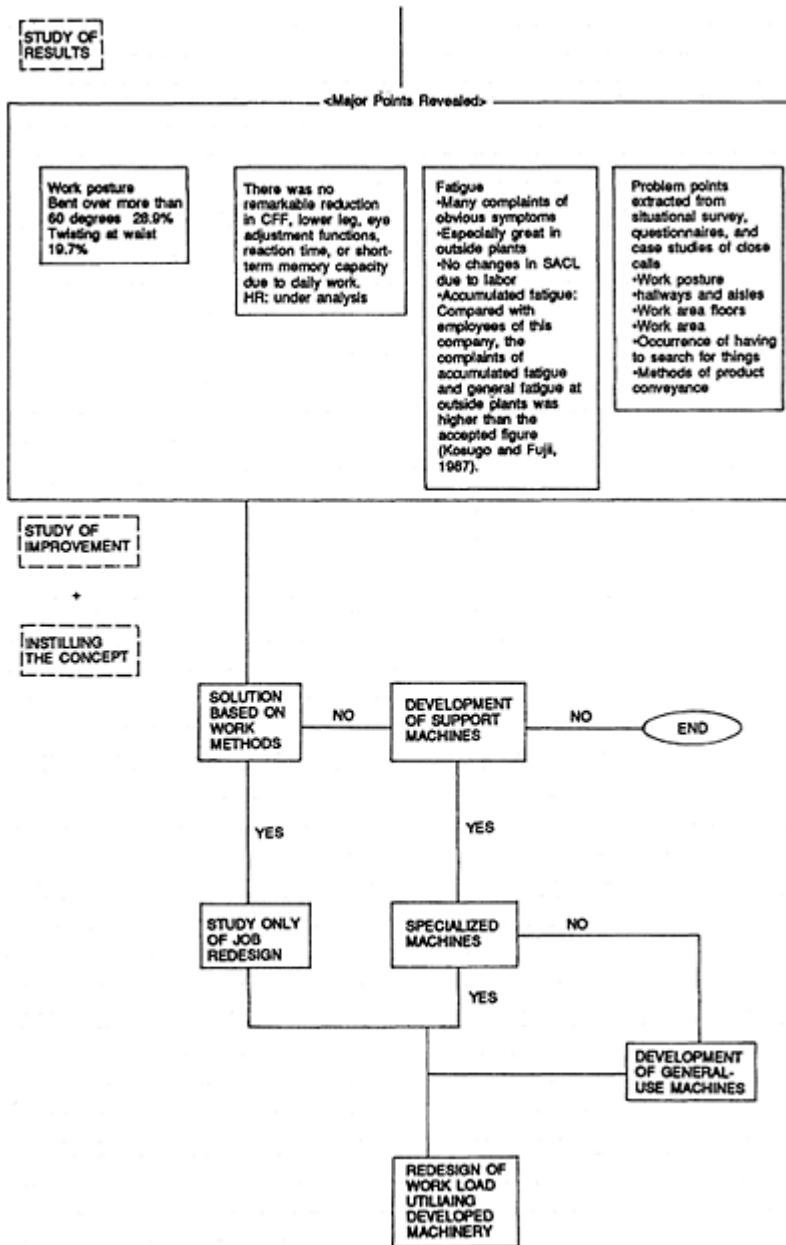 STUDY OF
RESULTS
<Major Points Revealed>
Work posture
Bent over more than
60 degrees 28.9%
Twisting at waist
19.7%
There was no
remarkable reduction
in CFF, lower leg, eye
adjustment functions,
reaction time, or short-
term memory capacity
due to daily work.
HR: under analysis
Fatigue
•Many complaints of
obvious symptoms
•Especially great in
outside plants
•No changes in SACL
due to labor
•Accumulated fatigue:
Compared with
employees of this
company, the
complaints of
accumulated fatigue
and general fatigue at
outside plants was
higher than the
accepted figure
(Kosugo and Fujii,
1987).
Problem points
extracted from
situational survey,
questionnaires, and
case studies of close
calls
•Work posture
•hallways and aisles
•Work area floors
•Work area
•Occurrence of having
to search for things
•Methods of product
conveyance
STUDY OF
IMPROVEMENT
+
INSTILLING
THE CONCEPT
SOLUTION
BASED ON
WORK
METHODS
NO
DEVELOPMENT
OF SUPPORT
MACHINES
NO
END
YES
YES
STUDY ONLY
OF JOB
REDESIGN
SPECIALIZED
MACHINES
NO
YES
DEVELOPMENT
OF GENERAL-
USE MACHINES
REDESIGN OF
WORK LOAD
UTILIAING
DEVELOPED
MACHINERY